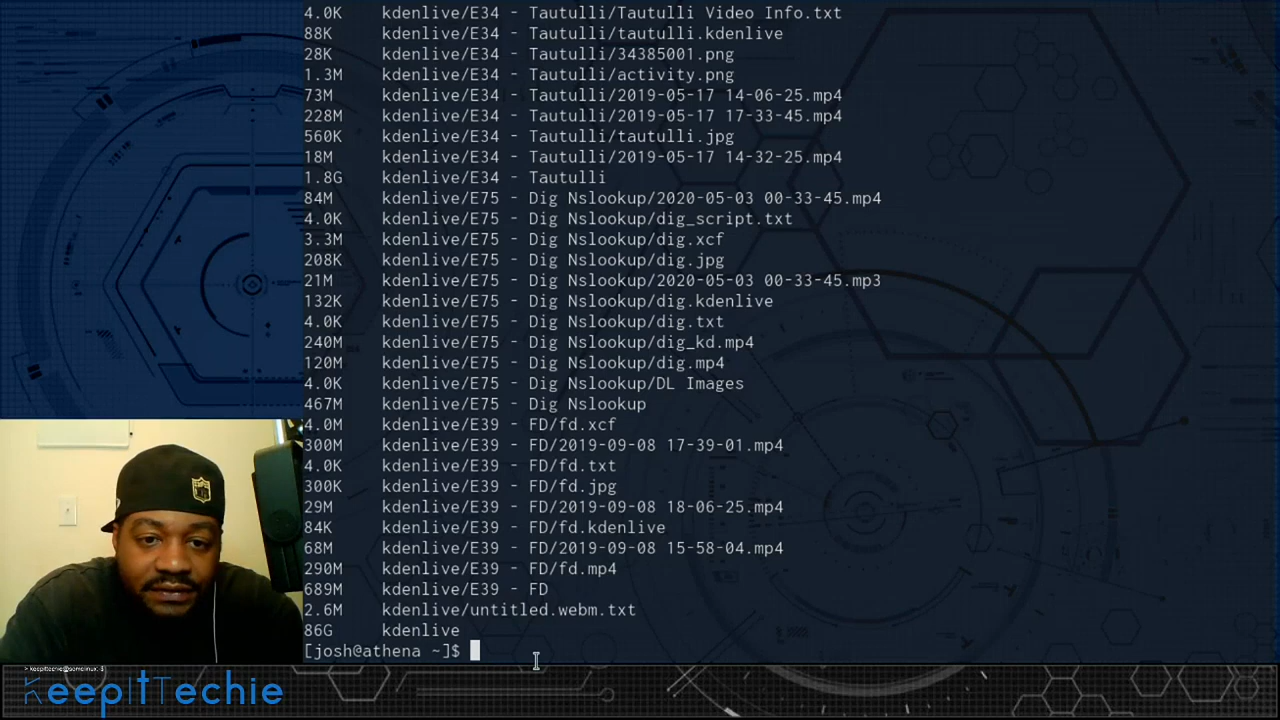 4.0K    kdenlive/E34 - Tautulli/Tautulli Video Info.txt
88K     kdenlive/E34 - Tautulli/tautulli.kdenlive
28K     kdenlive/E34 - Tautulli/34385001.png
1.3M    kdenlive/E34 - Tautulli/activity.png
73M     kdenlive/E34 - Tautulli/2019-05-17 14-06-25.mp4
228M    kdenlive/E34 - Tautulli/2019-05-17 17-33-45.mp4
560K    kdenlive/E34 - Tautulli/tautulli.jpg
18M     kdenlive/E34 - Tautulli/2019-05-17 14-32-25.mp4
1.8G    kdenlive/E34 - Tautulli
84M     kdenlive/E75 - Dig Nslookup/2020-05-03 00-33-45.mp4
4.0K    kdenlive/E75 - Dig Nslookup/dig_script.txt
3.3M    kdenlive/E75 - Dig Nslookup/dig.xcf
208K    kdenlive/E75 - Dig Nslookup/dig.jpg
21M     kdenlive/E75 - Dig Nslookup/2020-05-03 00-33-45.mp3
132K    kdenlive/E75 - Dig Nslookup/dig.kdenlive
4.0K    kdenlive/E75 - Dig Nslookup/dig.txt
240M    kdenlive/E75 - Dig Nslookup/dig_kd.mp4
120M    kdenlive/E75 - Dig Nslookup/dig.mp4
4.0K    kdenlive/E75 - Dig Nslookup/DL Images
467M    kdenlive/E75 - Dig Nslookup
4.0M    kdenlive/E39 - FD/fd.xcf
300M    kdenlive/E39 - FD/2019-09-08 17-39-01.mp4
4.0K    kdenlive/E39 - FD/fd.txt
300K    kdenlive/E39 - FD/fd.jpg
29M     kdenlive/E39 - FD/2019-09-08 18-06-25.mp4
84K     kdenlive/E39 - FD/fd.kdenlive
68M     kdenlive/E39 - FD/2019-09-08 15-58-04.mp4
290M    kdenlive/E39 - FD/fd.mp4
689M    kdenlive/E39 - FD
2.6M    kdenlive/untitled.webm.txt
86G     kdenlive
[josh@athena ~]$
> keepittechie@somelinux: $
KeepItTechie